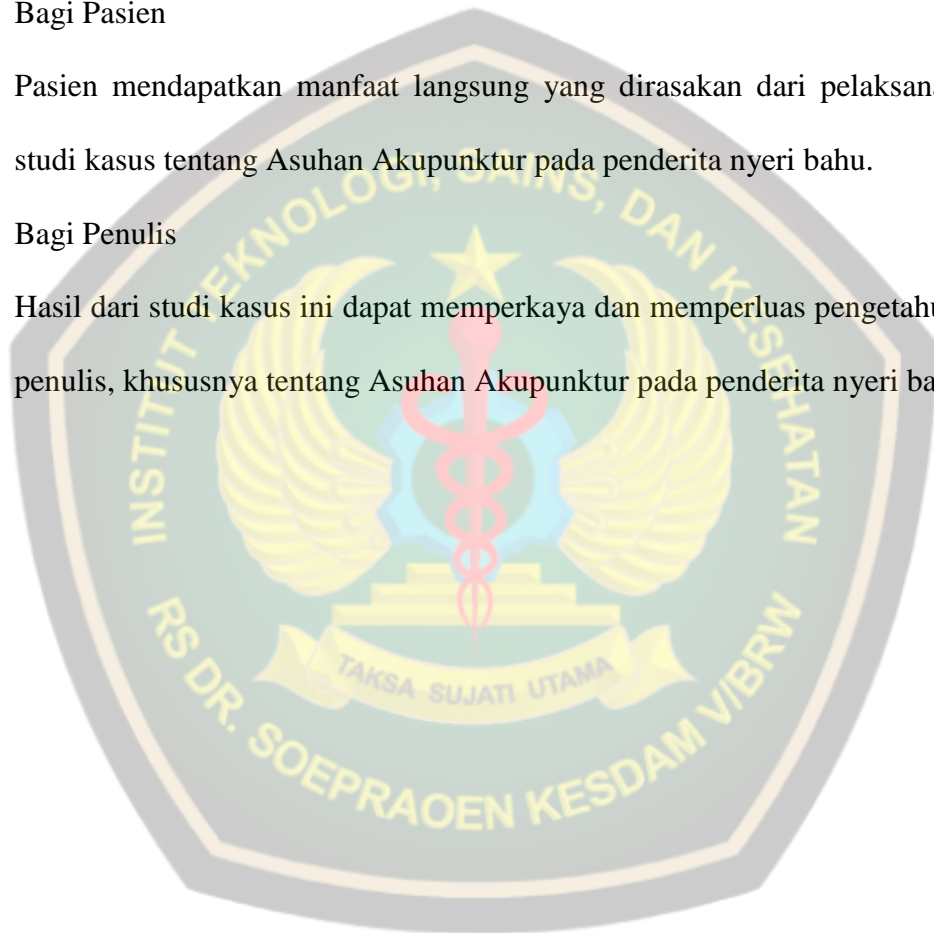 Bagi Pasien
Pasien mendapatkan manfaat langsung yang dirasakan dari pelaksana
studi kasus tentang Asuhan Akupunktur pada penderita nyeri bahu.
Bagi Penulis
Hasil dari studi kasus ini dapat memperkaya dan memperluas pengetahu
penulis, khususnya tentang Asuhan Akupunktur pada penderita nyeri ba
INSTITUT TEKNOLOGI, SAINS, DAN KESEHATAN
TAKSA SUJATI UTAMA
RS DR. SOEPRAOEN KESDAM V/BRW